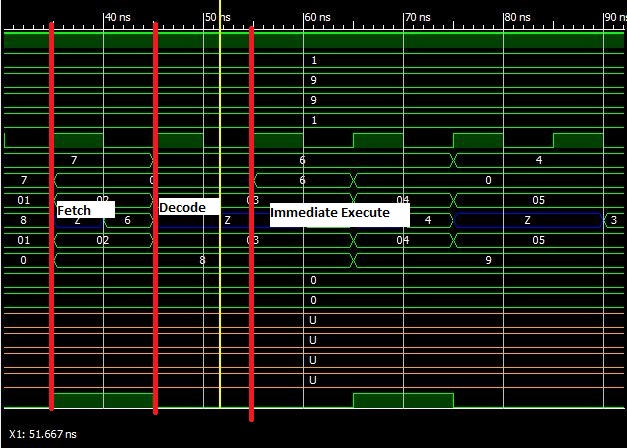 40 ns 50 ns 60 ns 70 ns 80 ns 90 ns
1
9
9
1
7 6 4
7 0 6 0
01 02 03 04 05
Fetch Decode Immediate Execute
8 Z 6 Z 4 Z 3
01 02 03 04 05
0 8 9
0
0
U
U
U
U
X1: 51.667 ns